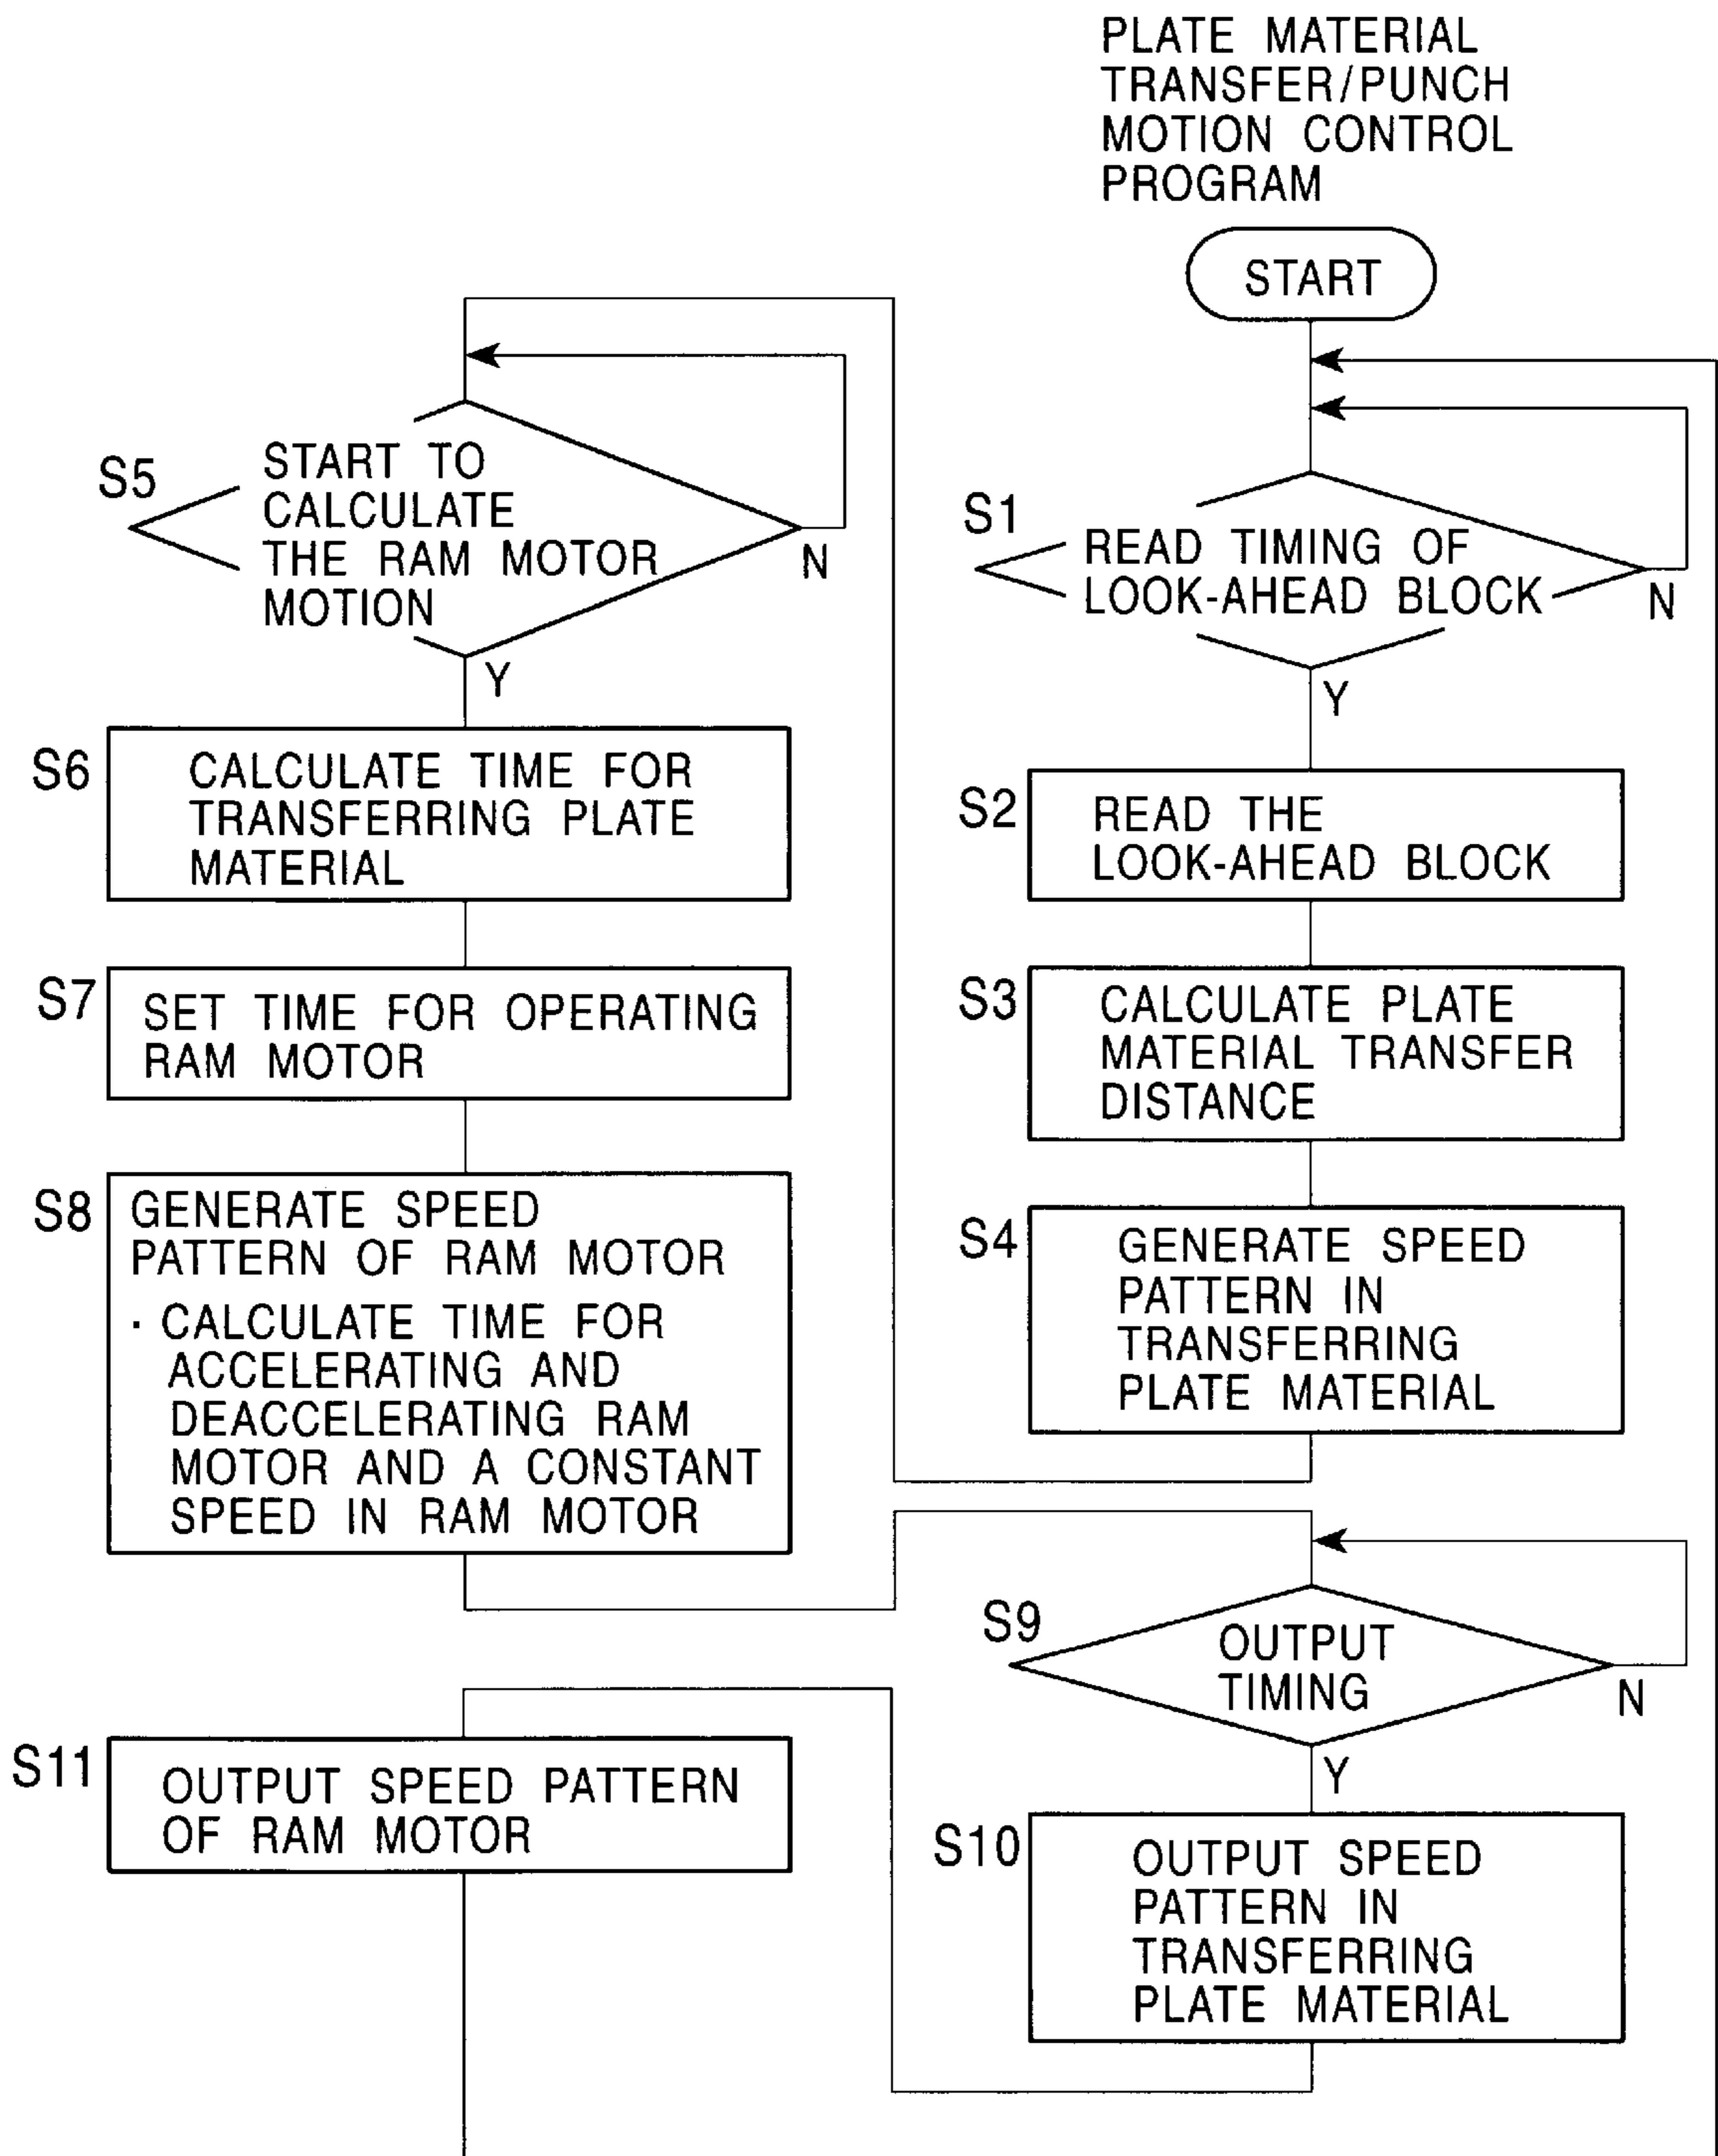 PLATE MATERIAL
TRANSFER/PUNCH
MOTION CONTROL
PROGRAM
START
S1
READ TIMING OF
LOOK-AHEAD BLOCK
N
Y
S2
READ THE
LOOK-AHEAD BLOCK
S3
CALCULATE PLATE
MATERIAL TRANSFER
DISTANCE
S4
GENERATE SPEED
PATTERN IN
TRANSFERRING
PLATE MATERIAL
S5
START TO
CALCULATE
THE RAM MOTOR
MOTION
N
Y
S6
CALCULATE TIME FOR
TRANSFERRING PLATE
MATERIAL
S7
SET TIME FOR OPERATING
RAM MOTOR
S8
GENERATE SPEED
PATTERN OF RAM MOTOR
· CALCULATE TIME FOR
ACCELERATING AND
DEACCELERATING RAM
MOTOR AND A CONSTANT
SPEED IN RAM MOTOR
S9
OUTPUT
TIMING
N
Y
S10
OUTPUT SPEED
PATTERN IN
TRANSFERRING
PLATE MATERIAL
S11
OUTPUT SPEED PATTERN
OF RAM MOTOR